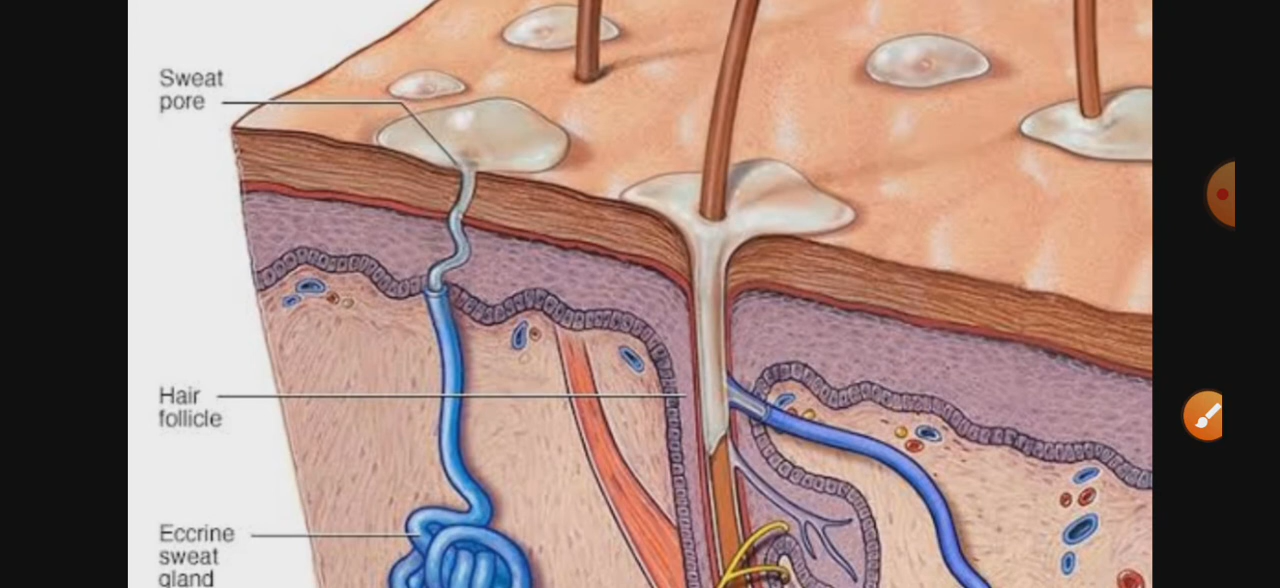 Sweat
pore
Hair
follicle
Eccrine
sweat
gland